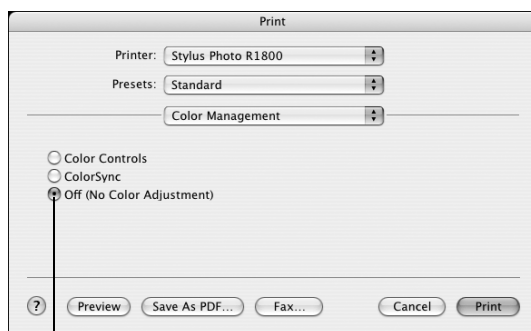 Print
Printer: Stylus Photo R1800
Presets: Standard
Color Management
Color Controls
ColorSync
Off (No Color Adjustment)
? Preview Save As PDF... Fax... Cancel Print